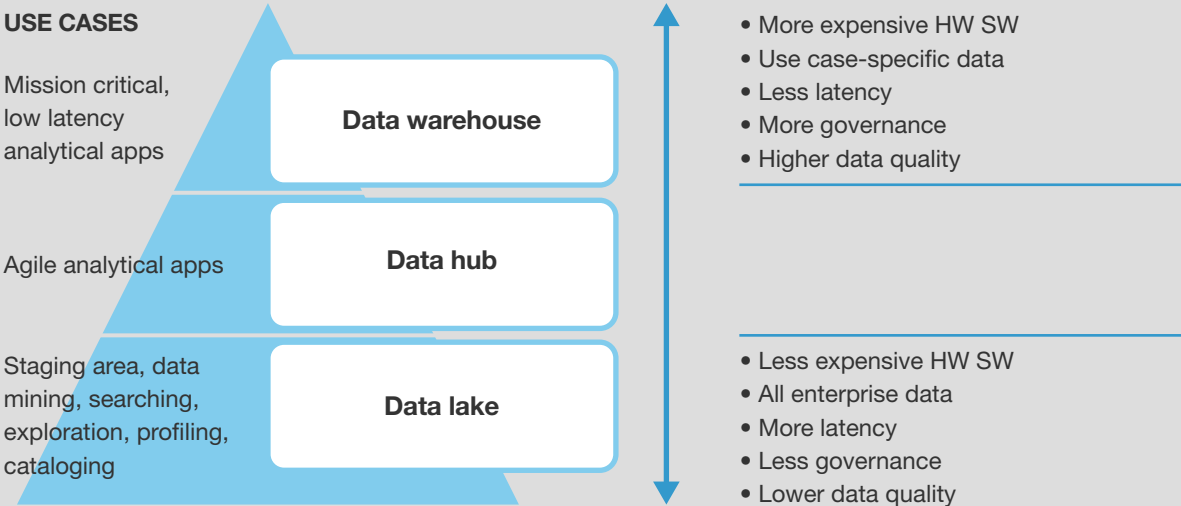 USE CASES
Mission critical,
low latency
analytical apps
Data warehouse
• More expensive HW SW
• Use case-specific data
• Less latency
• More governance
• Higher data quality
Agile analytical apps
Data hub
Staging area, data
mining, searching,
exploration, profiling,
cataloging
Data lake
• Less expensive HW SW
• All enterprise data
• More latency
• Less governance
• Lower data quality